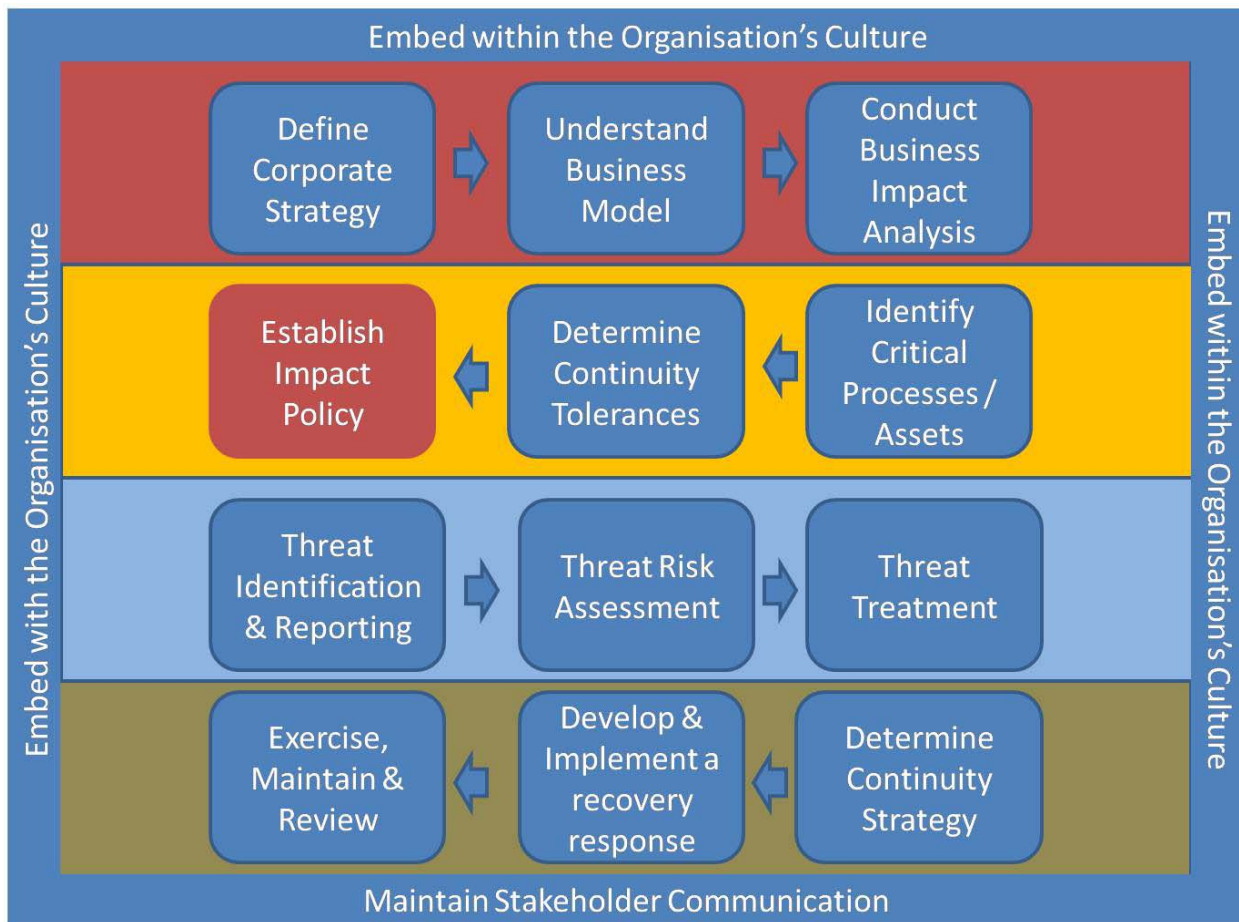 Embed within the Organisation's Culture
Embed with the Organisation's Culture
Define
Corporate
Strategy
Understand
Business
Model
Conduct
Business
Impact
Analysis
Establish
Impact
Policy
Determine
Continuity
Tolerances
Identify
Critical
Processes /
Assets
Threat
Identification
& Reporting
Threat Risk
Assessment
Threat
Treatment
Exercise,
Maintain &
Review
Develop &
Implement a
recovery
response
Determine
Continuity
Strategy
Embed within the Organisation's Culture
Maintain Stakeholder Communication